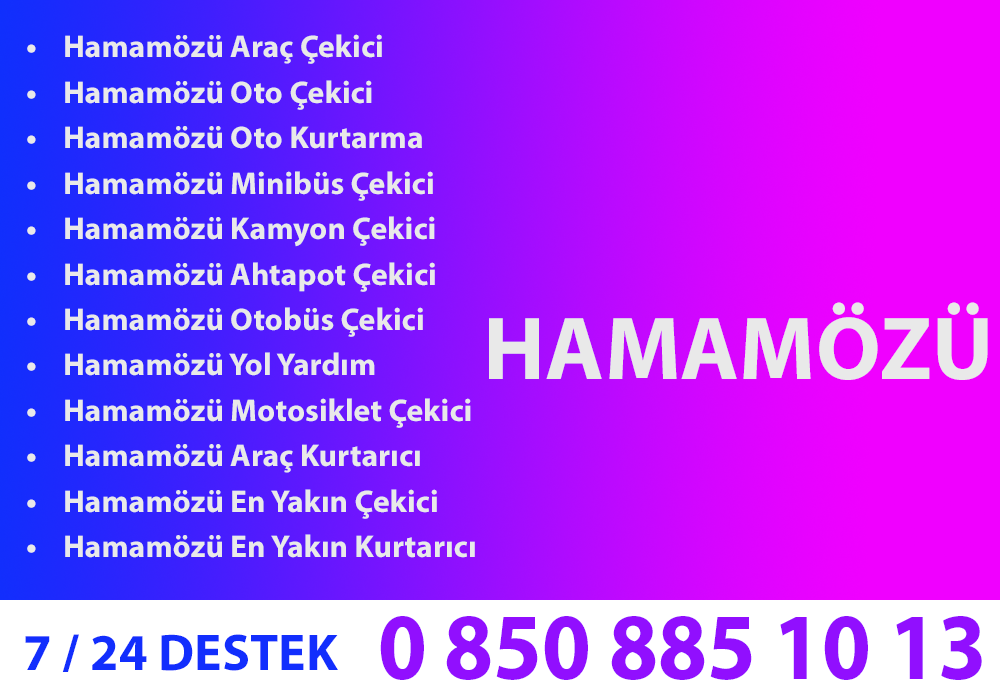 • Hamamözü Araç Çekici
• Hamamözü Oto Çekici
• Hamamözü Oto Kurtarma
• Hamamözü Minibüs Çekici
• Hamamözü Kamyon Çekici
• Hamamözü Ahtapot Çekici
• Hamamözü Otobüs Çekici
• Hamamözü Yol Yardım
• Hamamözü Motosiklet Çekici
• Hamamözü Araç Kurtarıcı
• Hamamözü En Yakın Çekici
• Hamamözü En Yakın Kurtarıcı
HAMAMÖZÜ
7 / 24 DESTEK 0 850 885 10 13